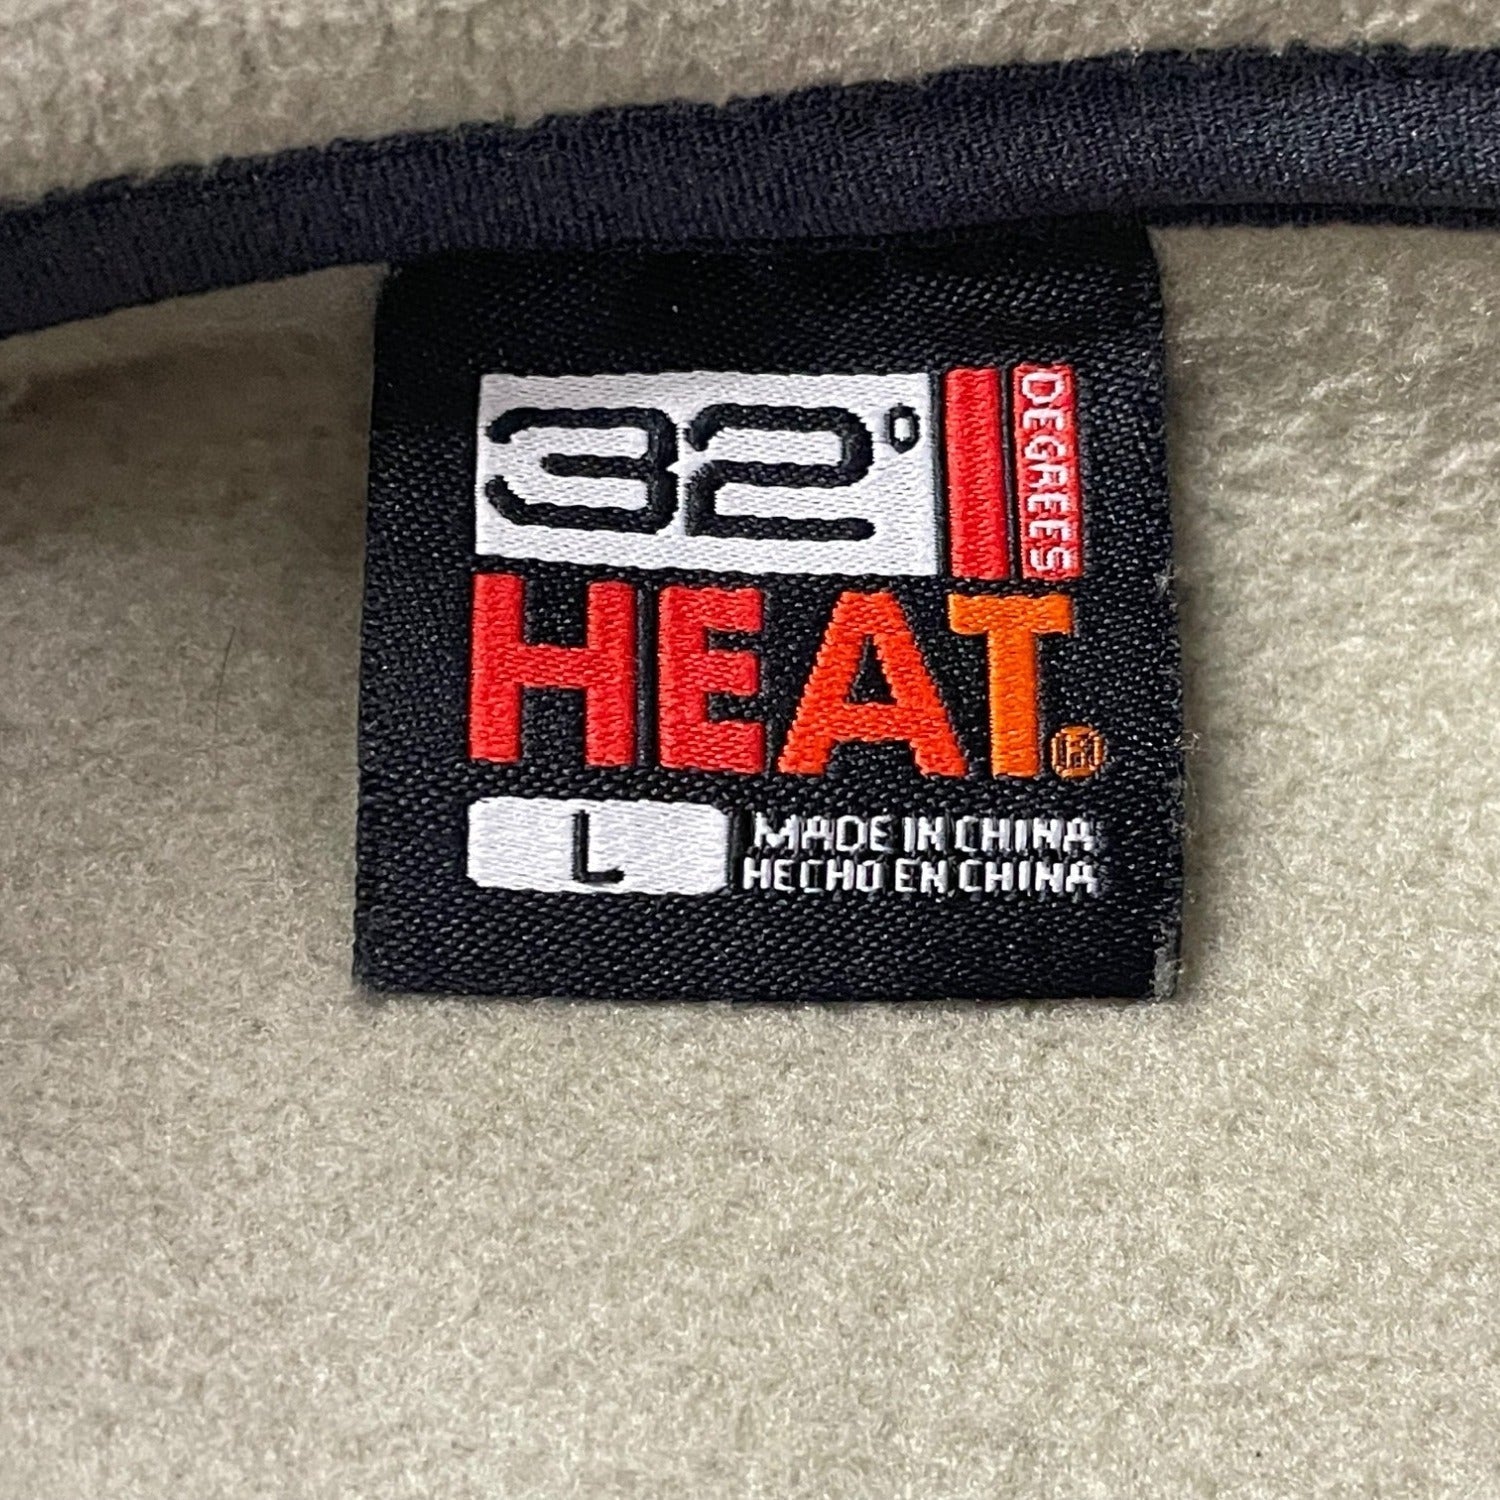 32° DEGREES
HEAT®
L MADE IN CHINA
HECHO EN CHINA